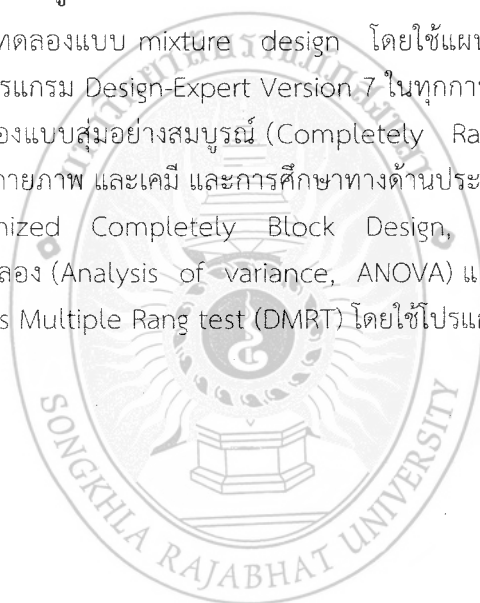 ทดลองแบบ mixture design โดยใช้แผน
รแกรม Design-Expert Version 7 ในทุกกา
องแบบสุ่มอย่างสมบูรณ์ (Completely Ra
ายภาพ และเคมี และการศึกษาทางด้านประ
nized Completely Block Design,
ลอง (Analysis of variance, ANOVA) แ
s Multiple Rang test (DMRT) โดยใช้โปรแก
SONGKHLA RAJABHAT UNIVERSITY